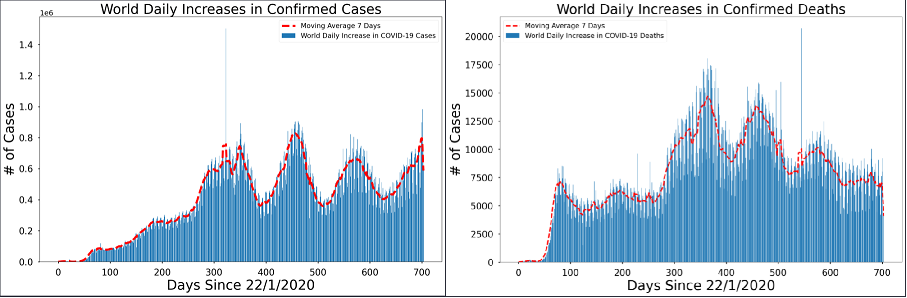 World Daily Increases in Confirmed Cases
1e6
Moving Average 7 Days
World Daily Increase in COVID-19 Cases
# of Cases
1.4
1.2
1.0
0.8
0.6
0.4
0.2
0.0
0 100 200 300 400 500 600 700
Days Since 22/1/2020
World Daily Increases in Confirmed Deaths
Moving Average 7 Days
World Daily Increase in COVID-19 Deaths
# of Cases
20000
17500
15000
12500
10000
7500
5000
2500
0
0 100 200 300 400 500 600 700
Days Since 22/1/2020